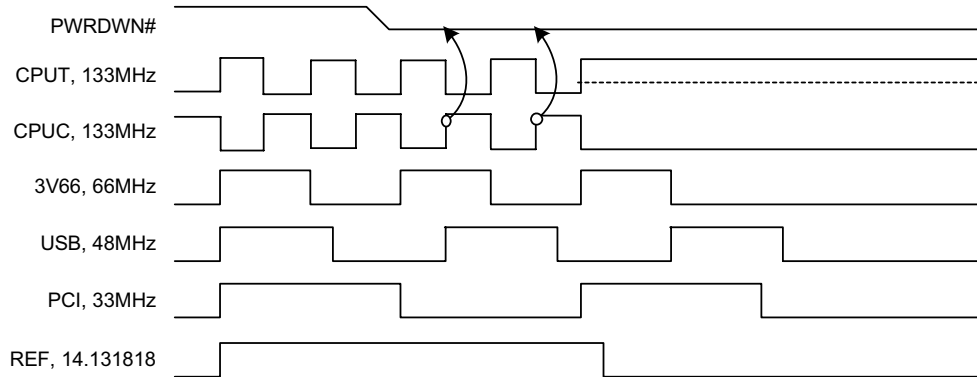 PWRDWN#
CPUT, 133MHz
CPUC, 133MHz
3V66, 66MHz
USB, 48MHz
PCI, 33MHz
REF, 14.131818